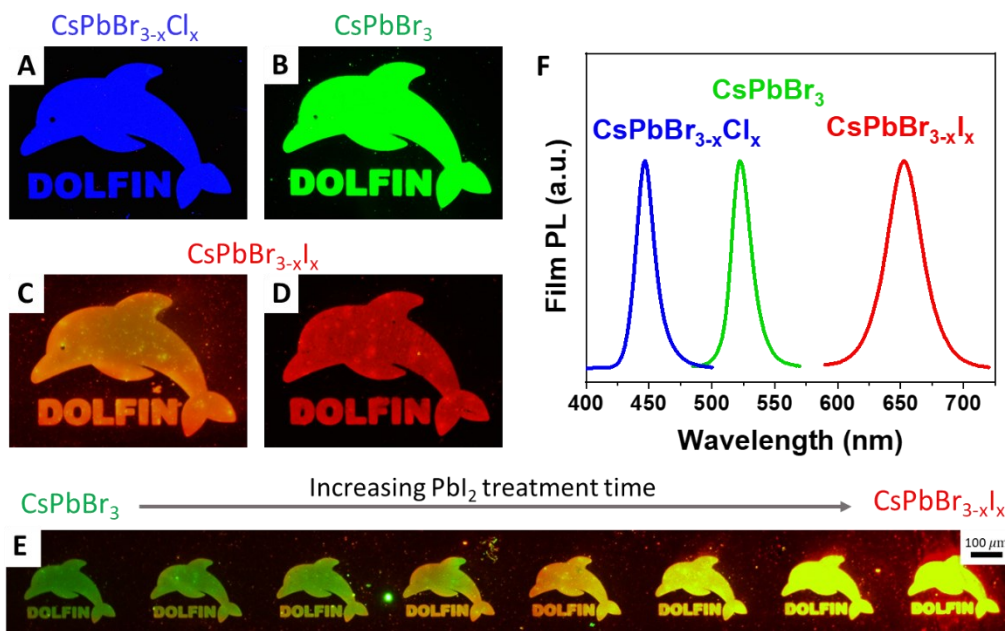 CsPbBr₃₋ₓClₓ
CsPbBr₃
A
B
F
DOLFIN
DOLFIN
CsPbBr₃₋ₓIₓ
C
D
DOLFIN
DOLFIN
CsPbBr₃
CsPbBr₃₋ₓClₓ
CsPbBr₃₋ₓIₓ
Film PL (a.u.)
400 450 500 550 600 650 700
Wavelength (nm)
Increasing PbI₂ treatment time
CsPbBr₃
CsPbBr₃₋ₓIₓ
E
100 μm
DOLFIN DOLFIN DOLFIN DOLFIN DOLFIN DOLFIN DOLFIN DOLFIN